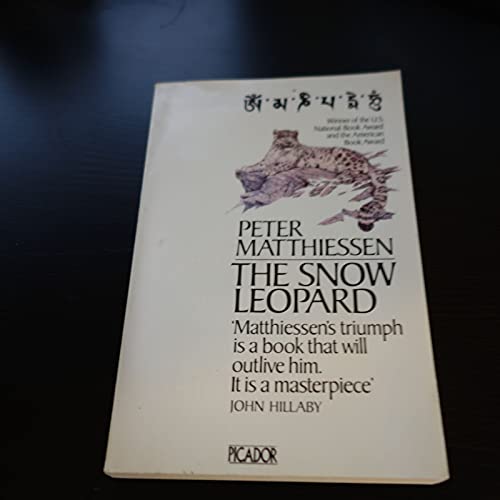 ཨོཾ་མ་ཎི་པ་དྨེ་ཧཱུྃ
Winner of the U.S.
National Book Award
and the American
Book Award
PETER
MATTHIESSEN
THE SNOW
LEOPARD
'Matthiessen's triumph
is a book that will
outlive him.
It is a masterpiece'
JOHN HILLABY
PICADOR